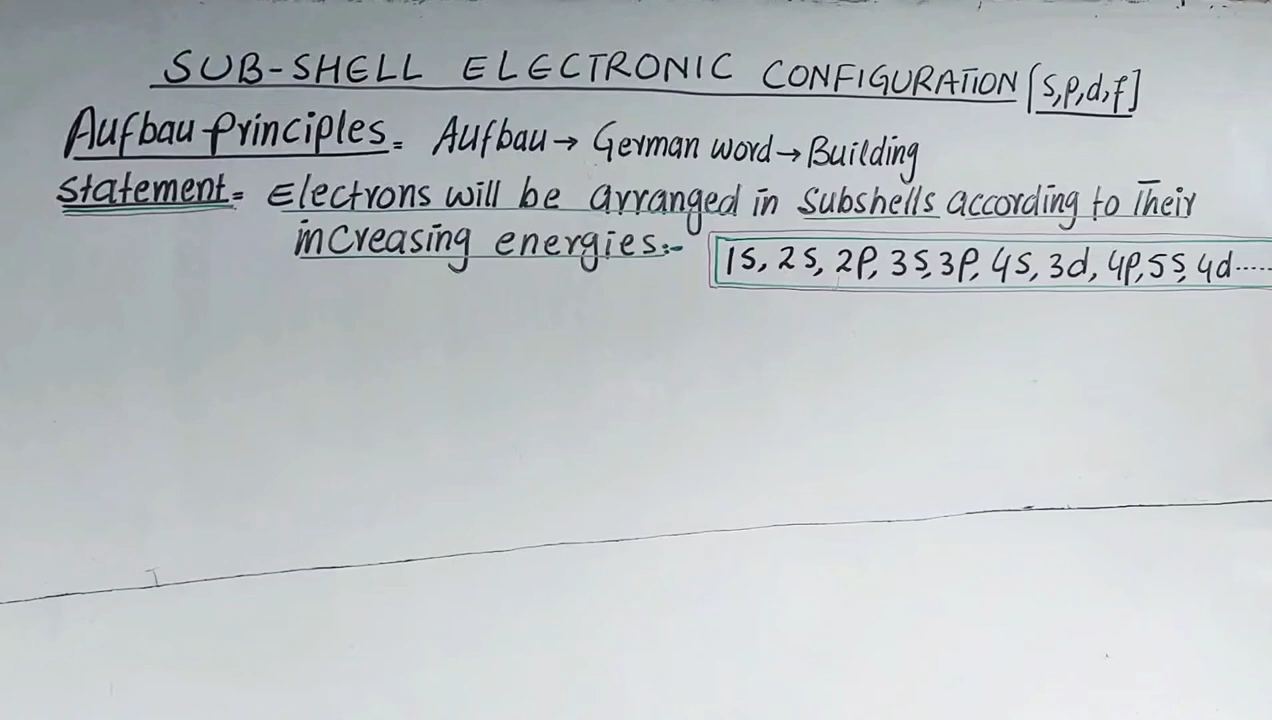 SUB-SHELL ELECTRONIC CONFIGURATION [s,p,d,f]
Aufbau principles = Aufbau → German word → Building
Statement = Electrons will be arranged in subshells according to Their
increasing energies:-
1S, 2S, 2P, 3S, 3P, 4S, 3d, 4P, 5S, 4d.....